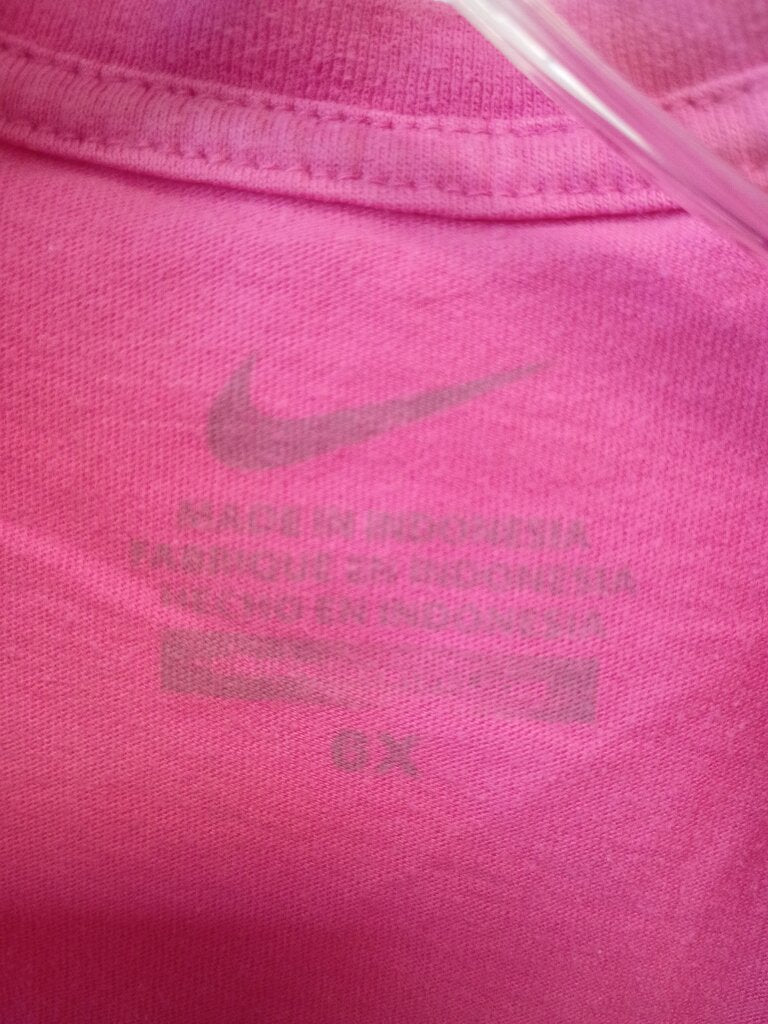 MADE IN INDONESIA
FABRIQUE EN INDONESIA
HECHO EN INDONESIA
6X